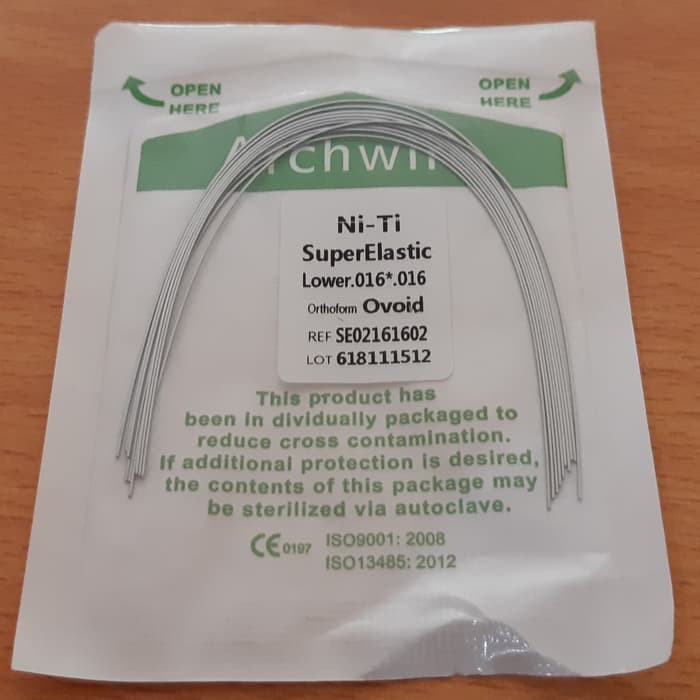 OPEN
HERE
OPEN
HERE
Archwir
Ni-Ti
SuperElastic
Lower.016*.016
Orthoform Ovoid
REF SE02161602
LOT 618111512
This product has
been in dividually packaged to
reduce cross contamination.
If additional protection is desired,
the contents of this package may
be sterilized via autoclave.
CE 0197 ISO9001: 2008
ISO13485: 2012